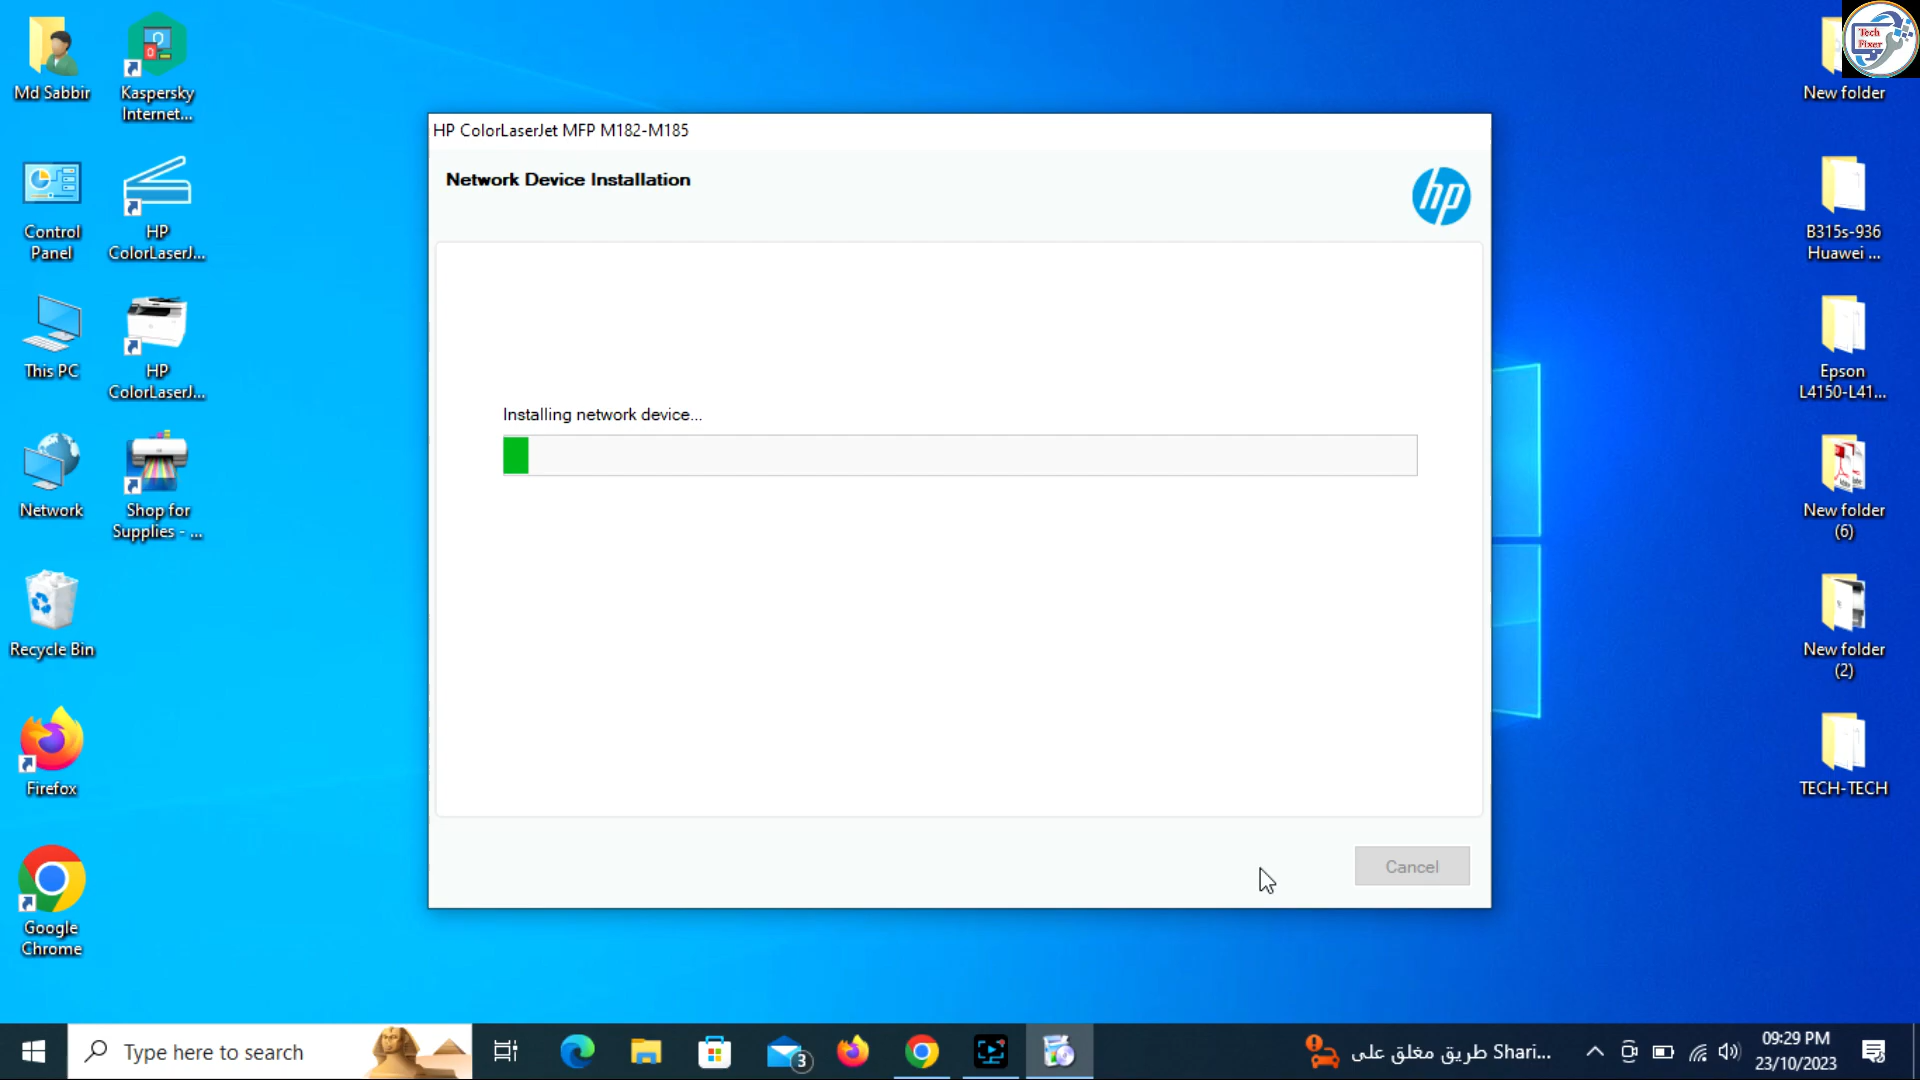 Md Sabbir
Kaspersky
Internet...
Control
Panel
HP
ColorLaserJ...
This PC
HP
ColorLaserJ...
Network
Shop for
Supplies - ...
Recycle Bin
Firefox
Google
Chrome
HP ColorLaserJet MFP M182-M185
Network Device Installation
hp
Installing network device...
Cancel
Tech
Fixer
New folder
B315s-936
Huawei ...
Epson
L4150-L41...
New folder
(6)
New folder
(2)
TECH-TECH
Type here to search
3
طريق مغلق على Shari...
09:29 PM
23/10/2023